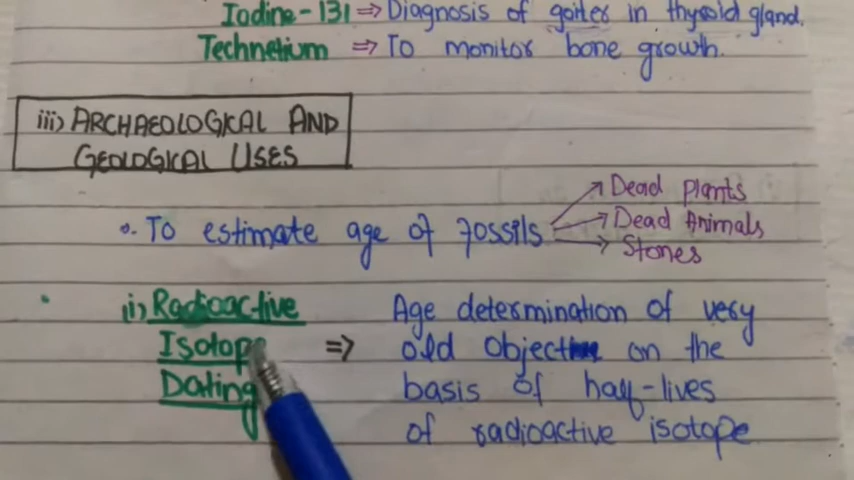 Iodine-131 ⇒ Diagnosis of goiter in thyroid gland.
Technetium ⇒ To monitor bone growth.
iii) ARCHAEOLOGICAL AND
GEOLOGICAL USES
To estimate age of fossils
→ Dead plants
→ Dead Animals
→ Stones
(i) Radioactive
Isotope
Dating
⇒
Age determination of very
old object on the
basis of half-lives
of radioactive isotope